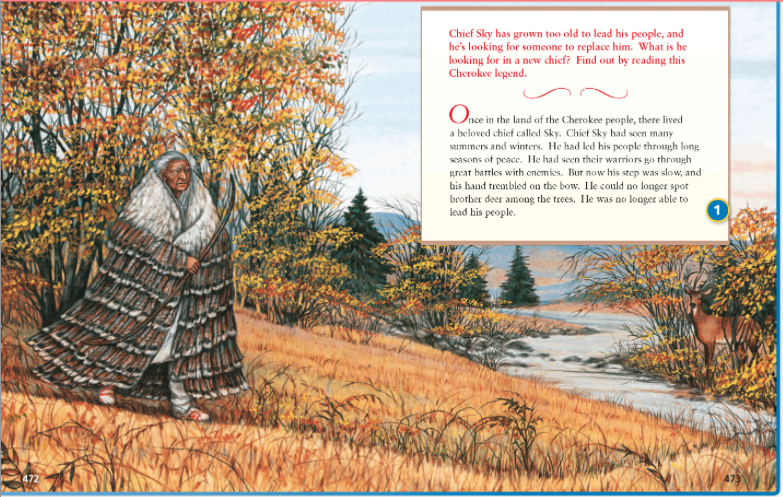 Chief Sky has grown too old to lead his people, and
he's looking for someone to replace him. What is he
looking for in a new chief? Find out by reading this
Cherokee legend.
Once in the land of the Cherokee people, there lived
a beloved chief called Sky. Chief Sky had seen many
summers and winters. He had led his people through long
seasons of peace. He had seen their warriors go through
great battles with enemies. But now his step was slow, and
his hand trembled on the bow. He could no longer spot
brother deer among the trees. He was no longer able to
lead his people.
1
472
473